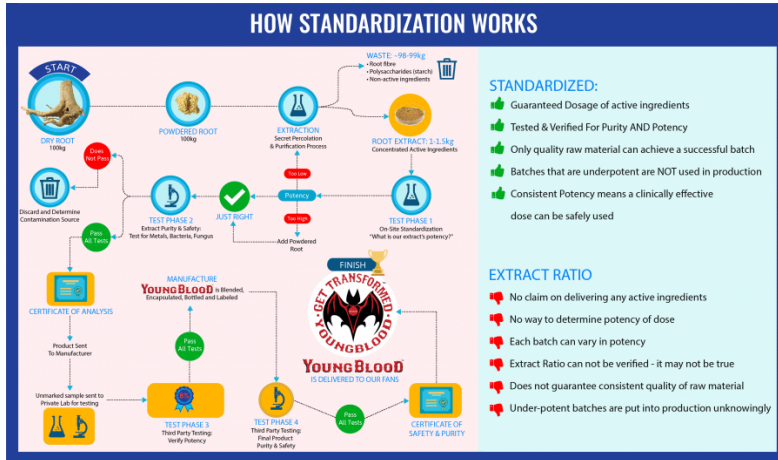 HOW STANDARDIZATION WORKS
START
DRY ROOT
100kg
POWDERED ROOT
100kg
EXTRACTION
Secret Percolation
& Purification Process
WASTE: ~98-99kg
• Root fibre
• Polysaccharides (starch)
• Non-active ingredients
ROOT EXTRACT: 1-1.5kg
Concentrated Active Ingredients
TEST PHASE 1
On-Site Standardization
"What is our extract's potency?"
Potency
Too Low
Too High
Add Powdered
Root
JUST RIGHT
TEST PHASE 2
Extract Purity & Safety:
Test for Metals, Bacteria, Fungus
Does
Not Pass
Discard and Determine
Contamination Source
Pass
All Tests
CERTIFICATE OF ANALYSIS
Product Sent
To Manufacturer
Unmarked sample sent to
Private Lab for testing
TEST PHASE 3
Third Party Testing:
Verify Potency
Pass
All Tests
MANUFACTURE
YOUNGBLOOD is Blended,
Encapsulated, Bottled and Labeled
TEST PHASE 4
Third Party Testing:
Final Product
Purity & Safety
Pass
All Tests
CERTIFICATE OF
SAFETY & PURITY
FINISH
GET TRANSFORMED
YOUNGBLOOD
YOUNGBLOOD®
IS DELIVERED TO OUR FANS
STANDARDIZED:
Guaranteed Dosage of active ingredients
Tested & Verified For Purity AND Potency
Only quality raw material can achieve a successful batch
Batches that are underpotent are NOT used in production
Consistent Potency means a clinically effective
dose can be safely used
EXTRACT RATIO
No claim on delivering any active ingredients
No way to determine potency of dose
Each batch can vary in potency
Extract Ratio can not be verified - it may not be true
Does not guarantee consistent quality of raw material
Under-potent batches are put into production unknowingly